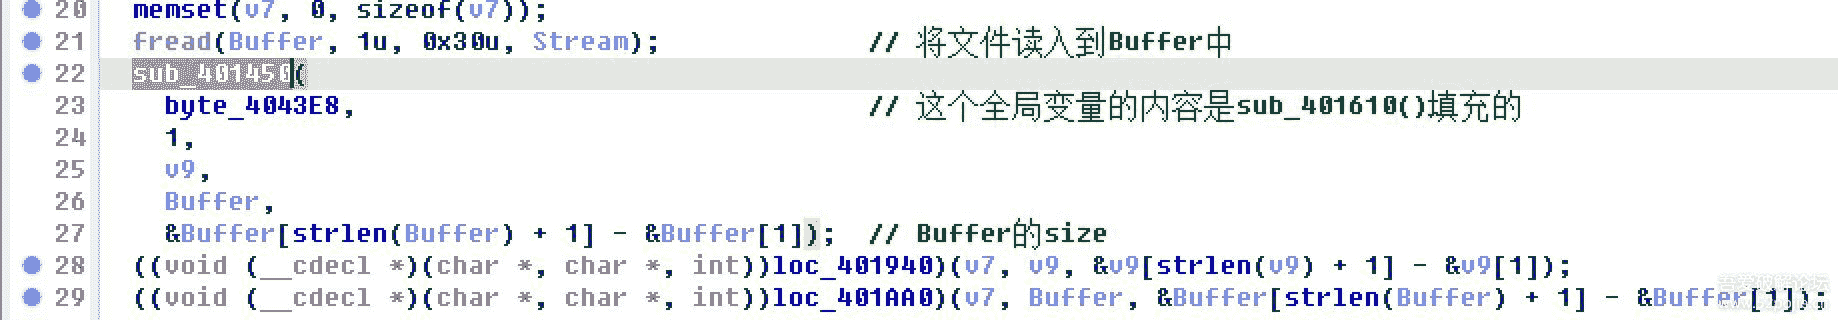 20 memset(v7, 0, sizeof(v7));
21 fread(Buffer, 1u, 0x30u, Stream); // 将文件读入到Buffer中
22 sub_401450(
23 byte_4043E8, // 这个全局变量的内容是sub_401610()填充的
24 1,
25 v9,
26 Buffer,
27 &Buffer[strlen(Buffer) + 1] - &Buffer[1]); // Buffer的size
28 ((void (__cdecl *)(char *, char *, int))loc_401940)(v7, v9, &v9[strlen(v9) + 1] - &v9[1]);
29 ((void (__cdecl *)(char *, char *, int))loc_401AA0)(v7, Buffer, &Buffer[strlen(Buffer) + 1] - &Buffer[1]);